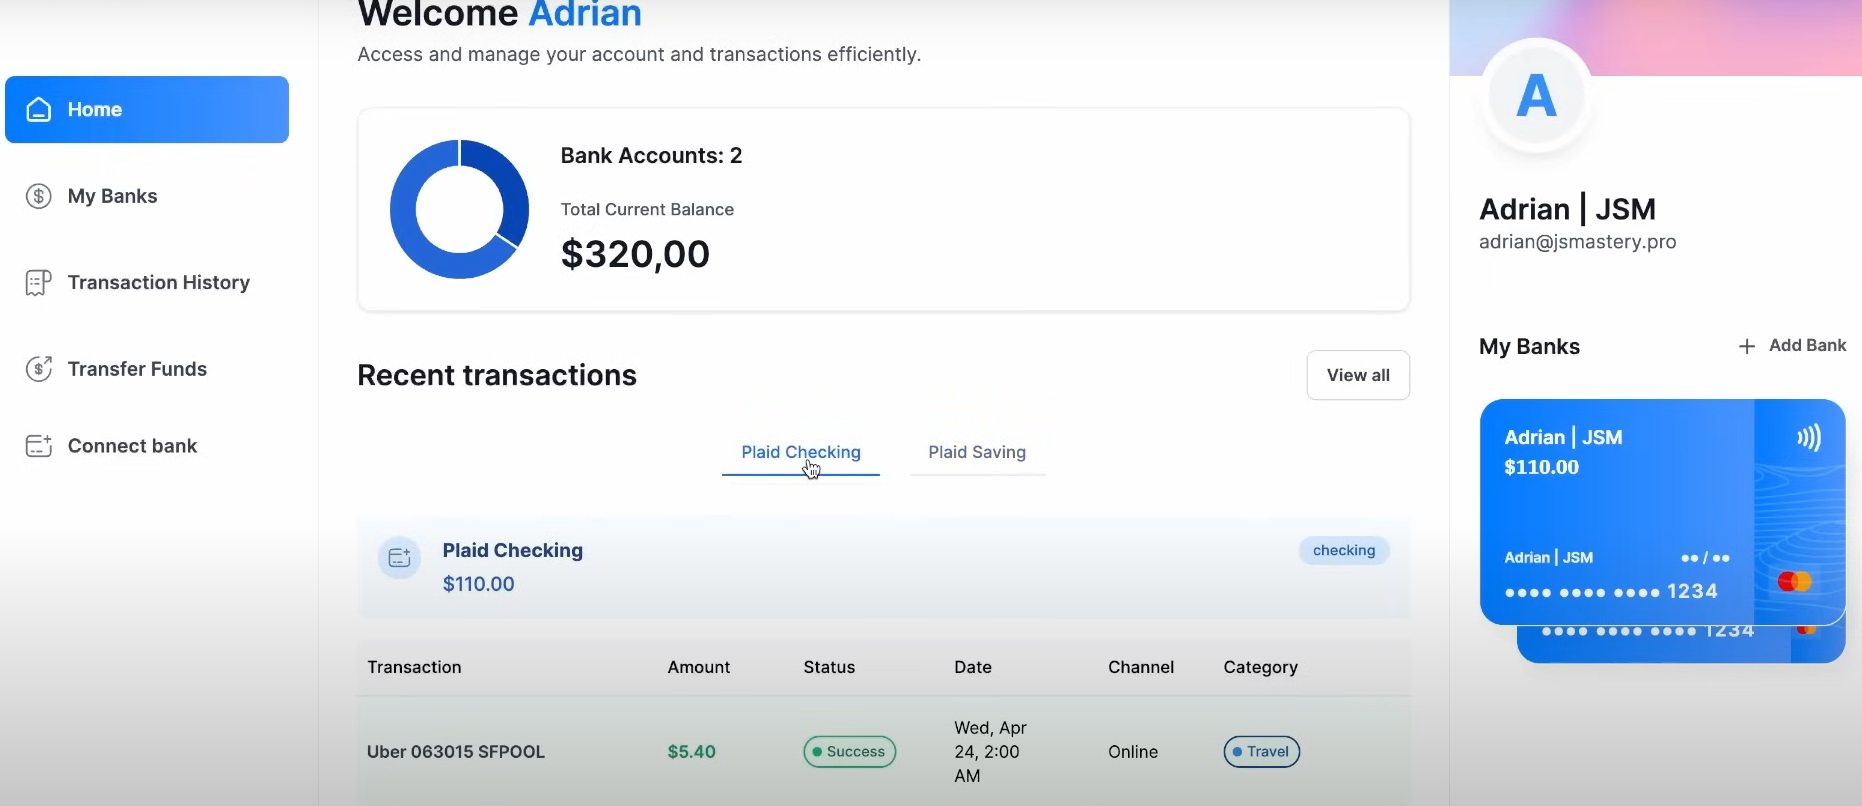 Welcome Adrian
Access and manage your account and transactions efficiently.
Home
My Banks
Transaction History
Transfer Funds
Connect bank
Bank Accounts: 2
Total Current Balance
$320,00
Recent transactions
View all
Plaid Checking
Plaid Saving
Plaid Checking
$110.00
checking
Transaction Amount Status Date Channel Category
Uber 063015 SFPOOL $5.40 Success Wed, Apr
24, 2:00
AM Online Travel
A
Adrian | JSM
adrian@jsmastery.pro
My Banks
+ Add Bank
Adrian | JSM
$110.00
Adrian | JSM ●● / ●●
●●●● ●●●● ●●●● 1234
●●●● ●●●● ●●●● 1234